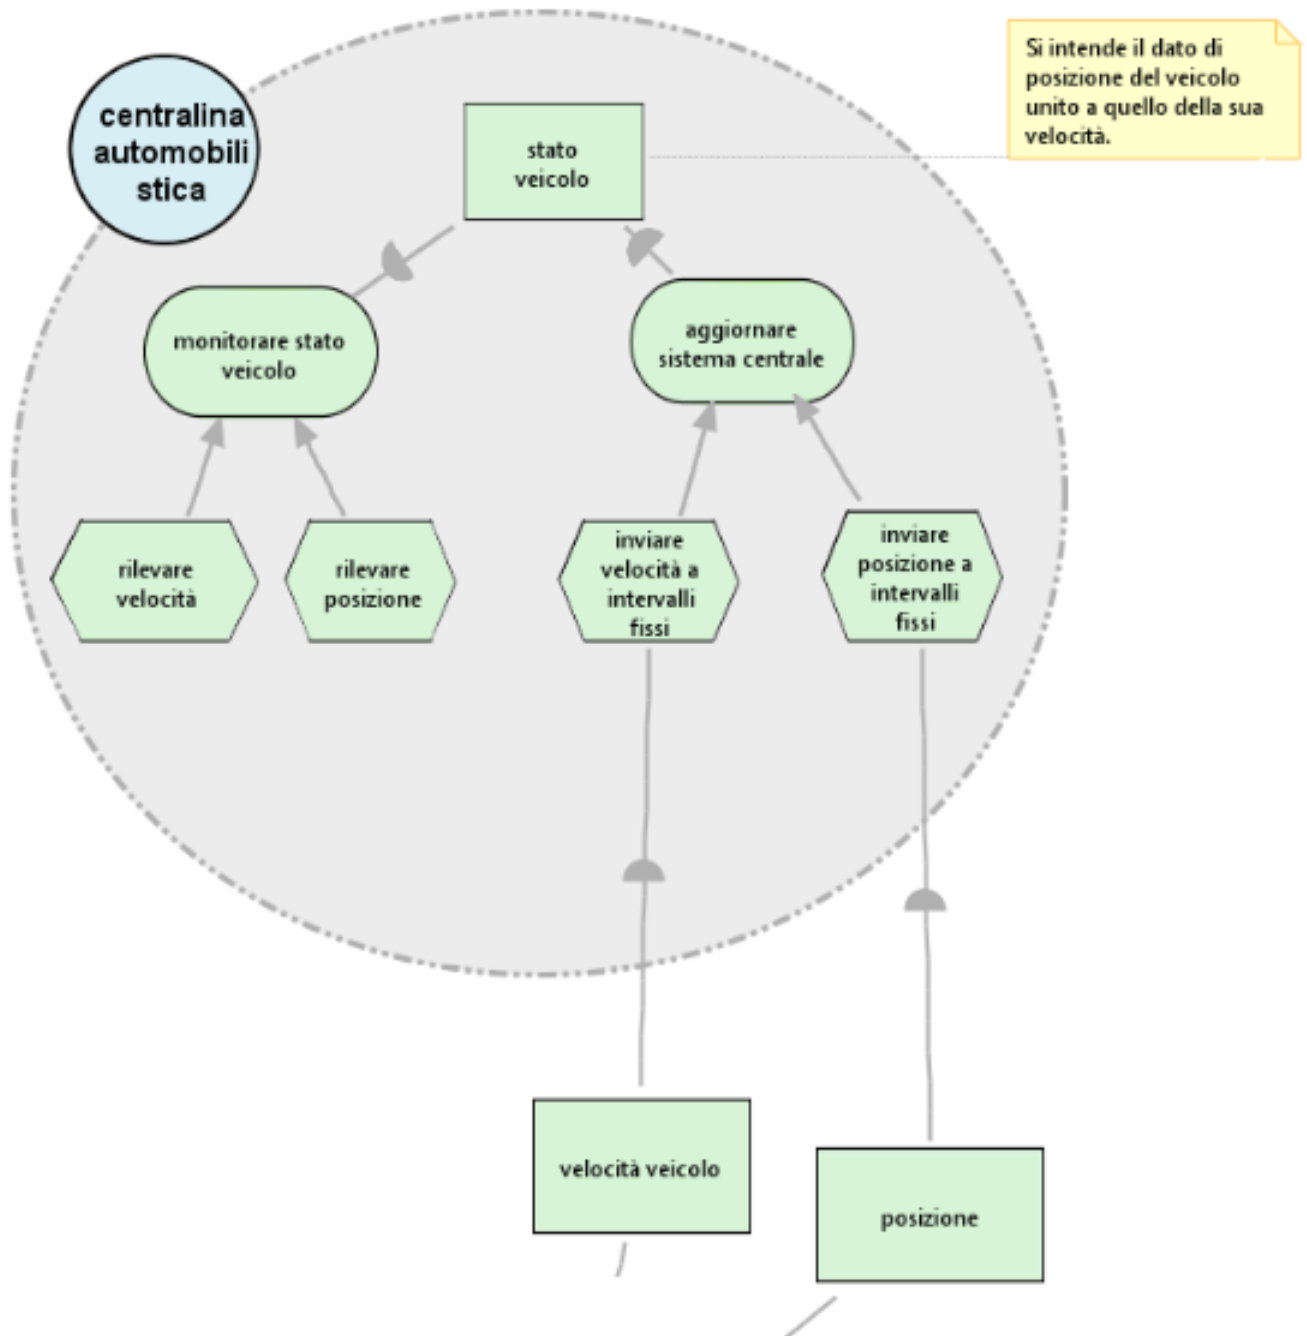 Si intende il dato di
posizione del veicolo
unito a quello della sua
velocità.
centralina
automobili
stica
stato
veicolo
monitorare stato
veicolo
aggiornare
sistema centrale
rilevare
velocità
rilevare
posizione
inviare
velocità a
intervalli
fissi
inviare
posizione a
intervalli
fissi
velocità veicolo
posizione